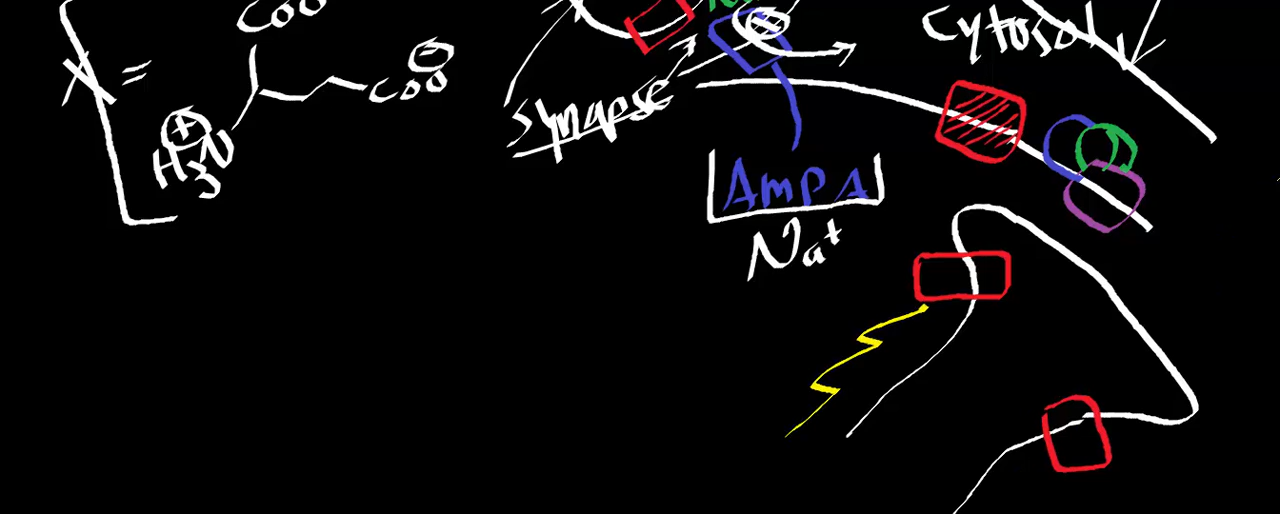 Coo
X =
Coo⊖
⊕
H3N
Synapse
Cytosol
AmPA
Na+